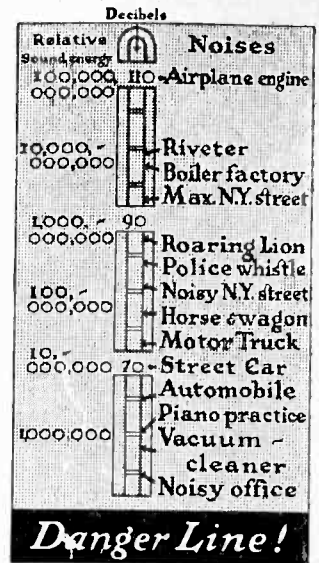 Decibels
Relative
Sound energy
Noises
100,000,
000,000
110 - Airplane engine
10,000,-
000,000
Riveter
Boiler factory
Max. N.Y. street
1,000,-
000,000
90
Roaring Lion
Police whistle
Noisy N.Y. street
100,-
000,000
Horse & wagon
Motor Truck
10,-
000,000
70 - Street Car
Automobile
Piano practice
1,000,000
Vacuum -
cleaner
Noisy office
Danger Line!